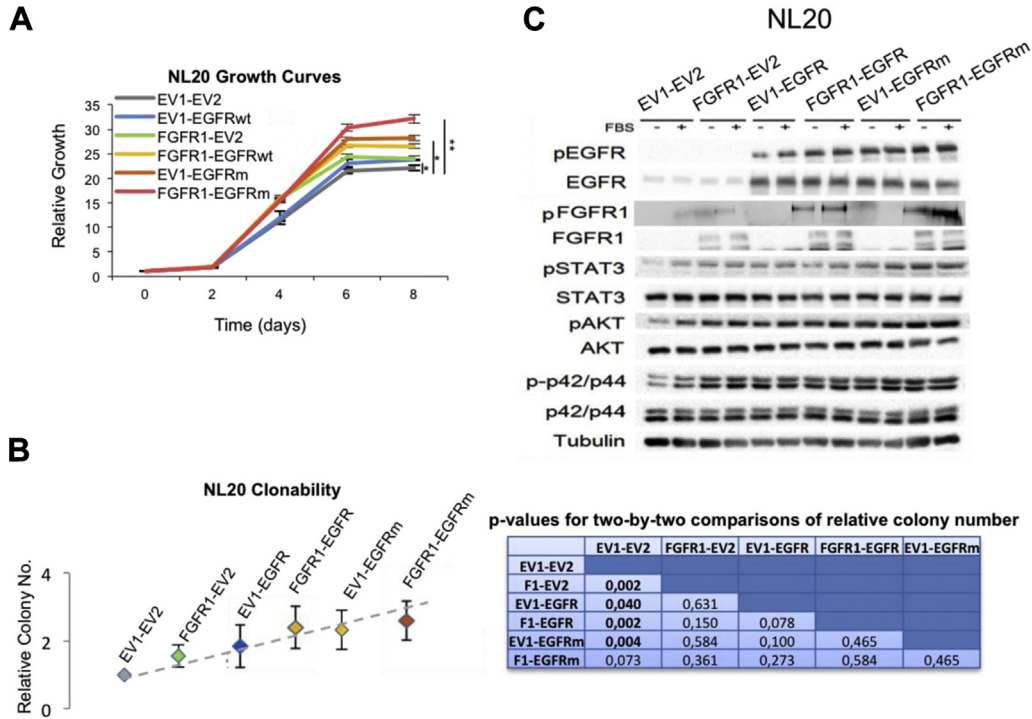 A
NL20 Growth Curves
EV1-EV2
EV1-EGFRwt
FGFR1-EV2
FGFR1-EGFRwt
EV1-EGFRm
FGFR1-EGFRm
Relative Growth
35
30
25
20
15
10
5
0
0 2 4 6 8
Time (days)
* * **
C
NL20
EV1-EV2 FGFR1-EV2 EV1-EGFR FGFR1-EGFR EV1-EGFRm FGFR1-EGFRm
FBS - + - + - + - + - + - +
pEGFR
EGFR
pFGFR1
FGFR1
pSTAT3
STAT3
pAKT
AKT
p-p42/p44
p42/p44
Tubulin
B
NL20 Clonability
Relative Colony No.
4
2
0
EV1-EV2 FGFR1-EV2 EV1-EGFR FGFR1-EGFR EV1-EGFRm FGFR1-EGFRm
p-values for two-by-two comparisons of relative colony number
EV1-EV2 FGFR1-EV2 EV1-EGFR FGFR1-EGFR EV1-EGFRm
EV1-EV2
F1-EV2 0,002
EV1-EGFR 0,040 0,631
F1-EGFR 0,002 0,150 0,078
EV1-EGFRm 0,004 0,584 0,100 0,465
F1-EGFRm 0,073 0,361 0,273 0,584 0,465